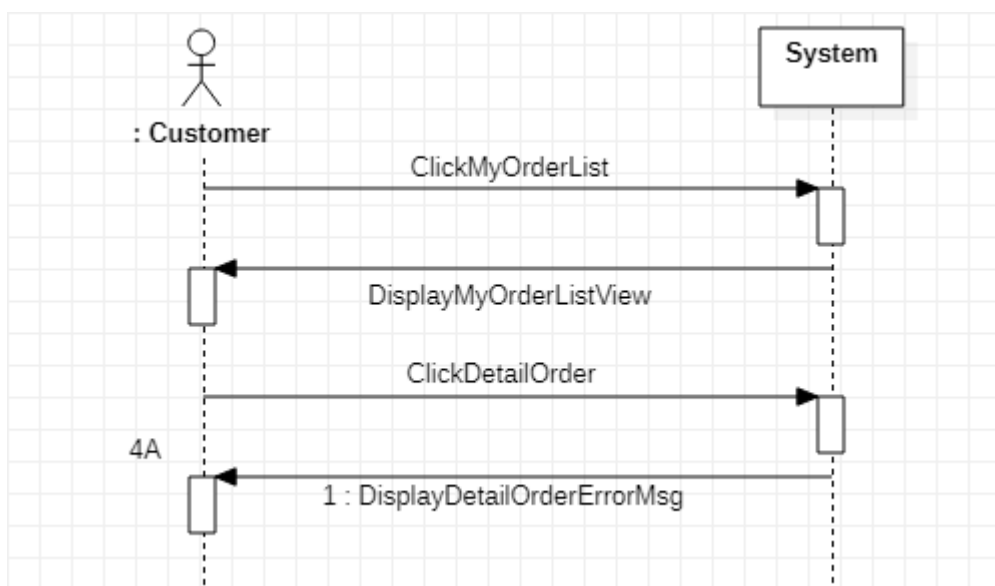 System
: Customer
ClickMyOrderList
DisplayMyOrderListView
ClickDetailOrder
4A
1 : DisplayDetailOrderErrorMsg